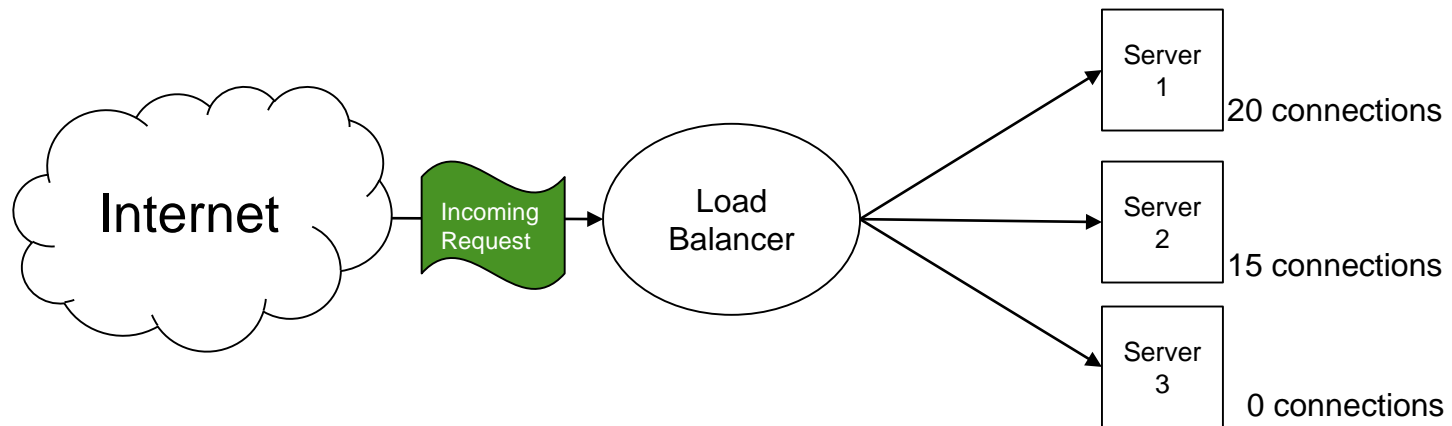 Internet
Incoming
Request
Load
Balancer
Server
1
20 connections
Server
2
15 connections
Server
3
0 connections